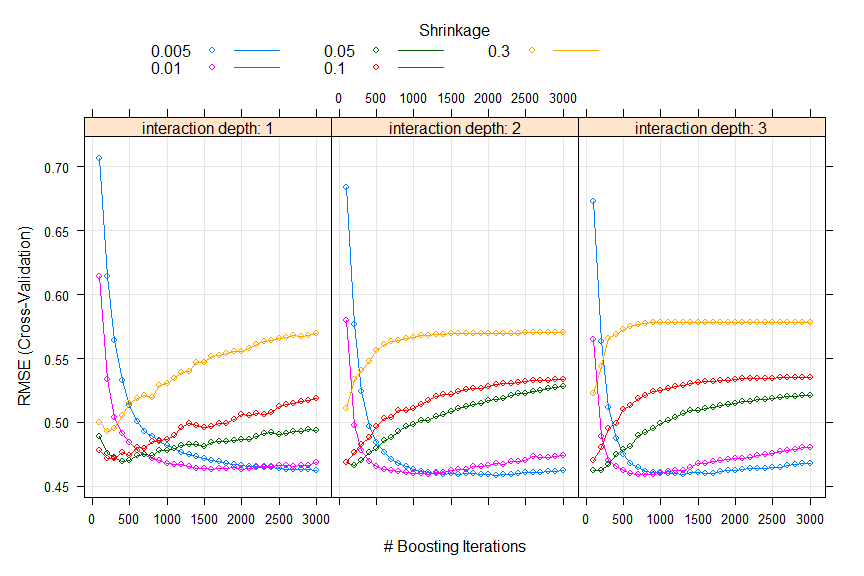 Shrinkage
0.005 0.05 0.3
0.01 0.1
0 500 1000 1500 2000 2500 3000
interaction depth: 1 interaction depth: 2 interaction depth: 3
0.70
0.65
0.60
0.55
0.50
0.45
RMSE (Cross-Validation)
0 500 1000 1500 2000 2500 3000 0 500 1000 1500 2000 2500 3000
# Boosting Iterations